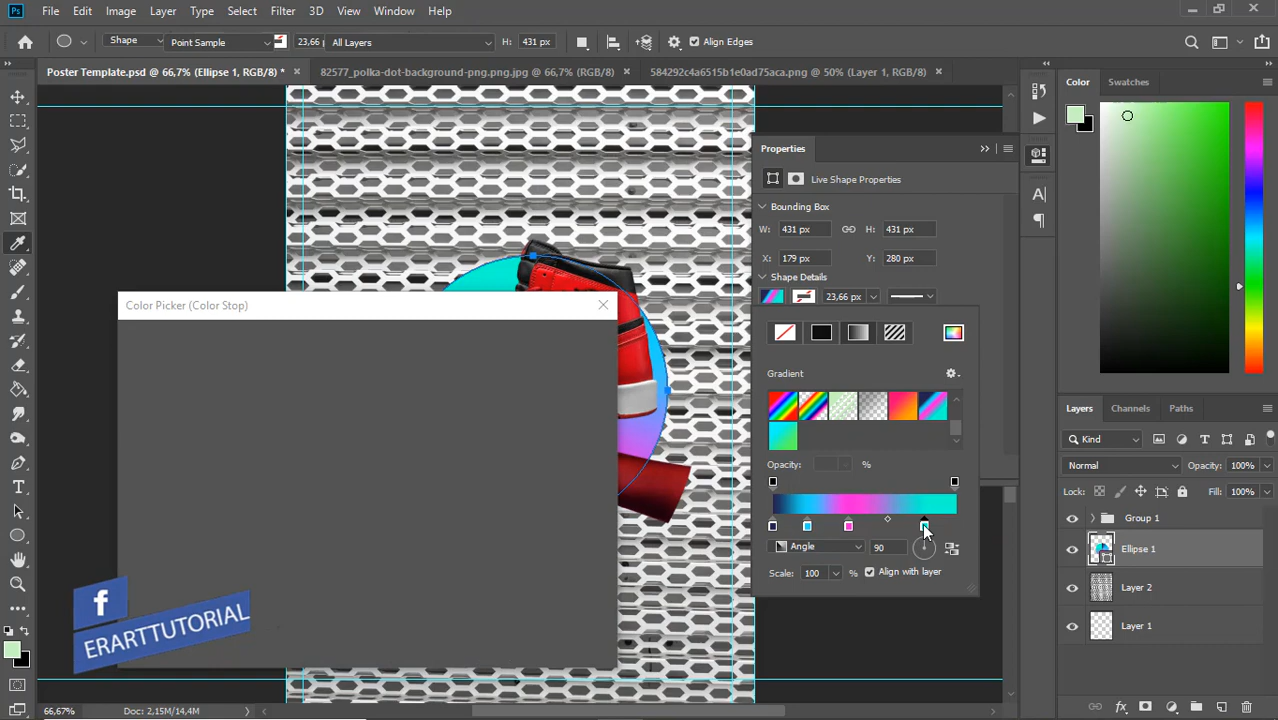 Ps File Edit Image Layer Type Select Filter 3D View Window Help
Shape Point Sample 23,66 All Layers H: 431 px Align Edges
Poster Template.psd @ 66,7% (Ellipse 1, RGB/8) * × 82577_polka-dot-background-png.png.jpg @ 66,7% (RGB/8) × 584292c4a6515b1e0ad75aca.png @ 50% (Layer 1, RGB/8) ×
Color Swatches
Properties
Live Shape Properties
Bounding Box
W: 431 px H: 431 px
X: 179 px Y: 280 px
Shape Details
23,66 px
Color Picker (Color Stop)
Gradient
Opacity: %
Angle 90
Scale: 100 % Align with layer
Layers Channels Paths
Kind
Normal Opacity: 100%
Lock: Fill: 100%
Group 1
Ellipse 1
Layer 2
Layer 1
f
ERARTTUTORIAL
66,67% Doc: 2,15M/14,4M